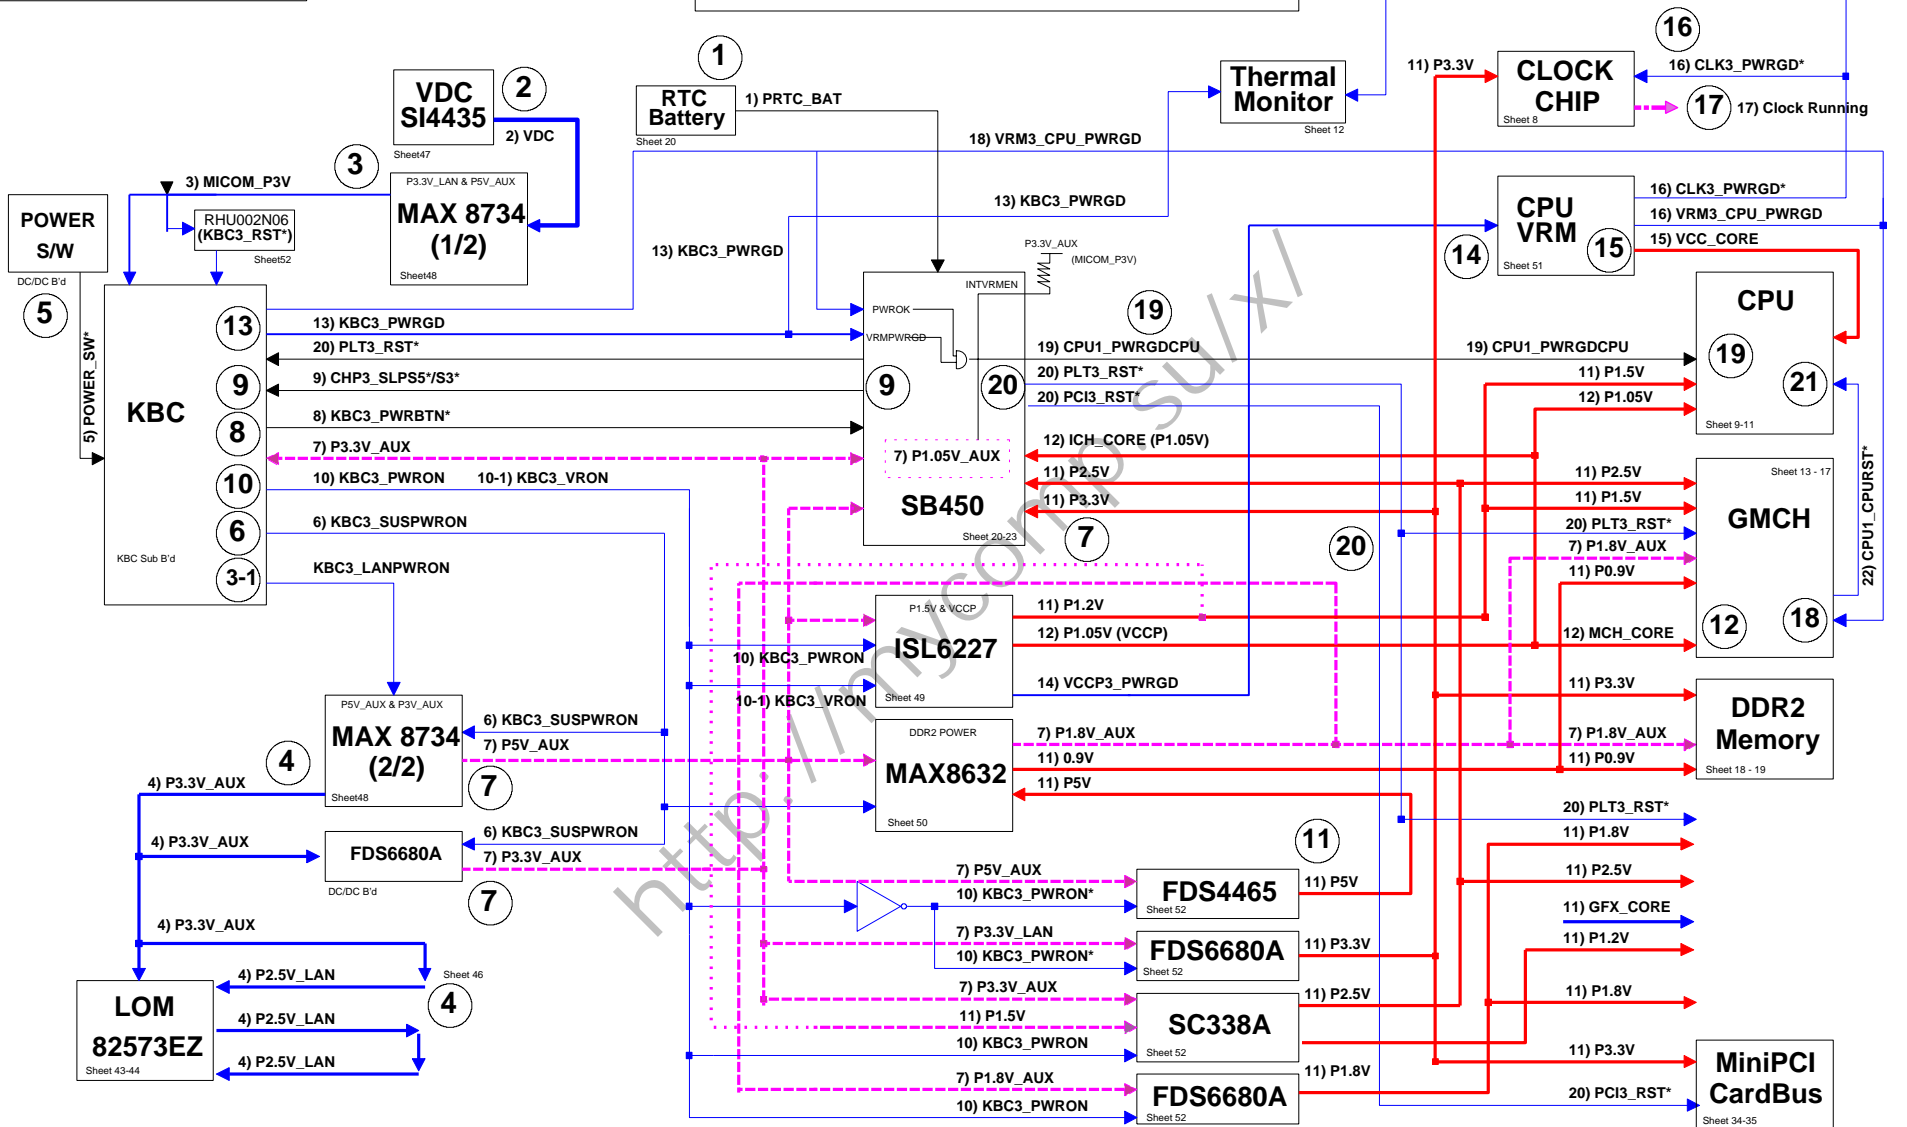 16
11) P3.3V
CLOCK
CHIP
Sheet 8
16) CLK3_PWRGD*
17
17) Clock Running
1
2
VDC
SI4435
Sheet47
2) VDC
RTC
Battery
Sheet 20
1) PRTC_BAT
Thermal
Monitor
Sheet 12
18) VRM3_CPU_PWRGD
3
3) MICOM_P3V
P3.3V_LAN & P5V_AUX
MAX 8734
(1/2)
Sheet48
POWER
S/W
DC/DC B'd
5
5) POWER_SW*
RHU002N06
(KBC3_RST*)
Sheet52
13) KBC3_PWRGD
13) KBC3_PWRGD
P3.3V_AUX
(MICOM_P3V)
INTVRMEN
PWROK
VRMPWRGD
14
CPU
VRM
15
Sheet 51
16) CLK3_PWRGD*
16) VRM3_CPU_PWRGD
15) VCC_CORE
KBC
KBC Sub B'd
13
9
8
10
6
3-1
13) KBC3_PWRGD
20) PLT3_RST*
9) CHP3_SLPS5*/S3*
8) KBC3_PWRBTN*
7) P3.3V_AUX
10) KBC3_PWRON
10-1) KBC3_VRON
6) KBC3_SUSPWRON
KBC3_LANPWRON
9
20
7) P1.05V_AUX
SB450
Sheet 20-23
7
19
19) CPU1_PWRGDCPU
19) CPU1_PWRGDCPU
20) PLT3_RST*
20) PCI3_RST*
12) ICH_CORE (P1.05V)
11) P2.5V
11) P3.3V
20
CPU
19
21
Sheet 9-11
11) P1.5V
12) P1.05V
22) CPU1_CPURST*
Sheet 13 - 17
GMCH
12
18
11) P2.5V
11) P1.5V
20) PLT3_RST*
7) P1.8V_AUX
11) P0.9V
12) MCH_CORE
P1.5V & VCCP
ISL6227
Sheet 49
10) KBC3_PWRON
10-1) KBC3_VRON
11) P1.2V
12) P1.05V (VCCP)
14) VCCP3_PWRGD
DDR2 POWER
MAX8632
Sheet 50
7) P1.8V_AUX
11) 0.9V
11) P5V
11) P3.3V
7) P1.8V_AUX
11) P0.9V
DDR2
Memory
Sheet 18 - 19
P5V_AUX & P3V_AUX
MAX 8734
(2/2)
Sheet48
4
7
6) KBC3_SUSPWRON
7) P5V_AUX
4) P3.3V_AUX
4) P3.3V_AUX
FDS6680A
DC/DC B'd
6) KBC3_SUSPWRON
7) P3.3V_AUX
7
4) P3.3V_AUX
Sheet 46
4
LOM
82573EZ
Sheet 43-44
4) P2.5V_LAN
4) P2.5V_LAN
4) P2.5V_LAN
11
7) P5V_AUX
10) KBC3_PWRON*
FDS4465
Sheet 52
11) P5V
7) P3.3V_LAN
10) KBC3_PWRON*
FDS6680A
Sheet 52
11) P3.3V
7) P3.3V_AUX
11) P1.5V
10) KBC3_PWRON
SC338A
Sheet 52
11) P2.5V
7) P1.8V_AUX
10) KBC3_PWRON
FDS6680A
Sheet 52
11) P1.8V
20) PLT3_RST*
11) P1.8V
11) P2.5V
11) GFX_CORE
11) P1.2V
11) P1.8V
11) P3.3V
20) PCI3_RST*
MiniPCI
CardBus
Sheet 34-35
http://mycomp.su/x/